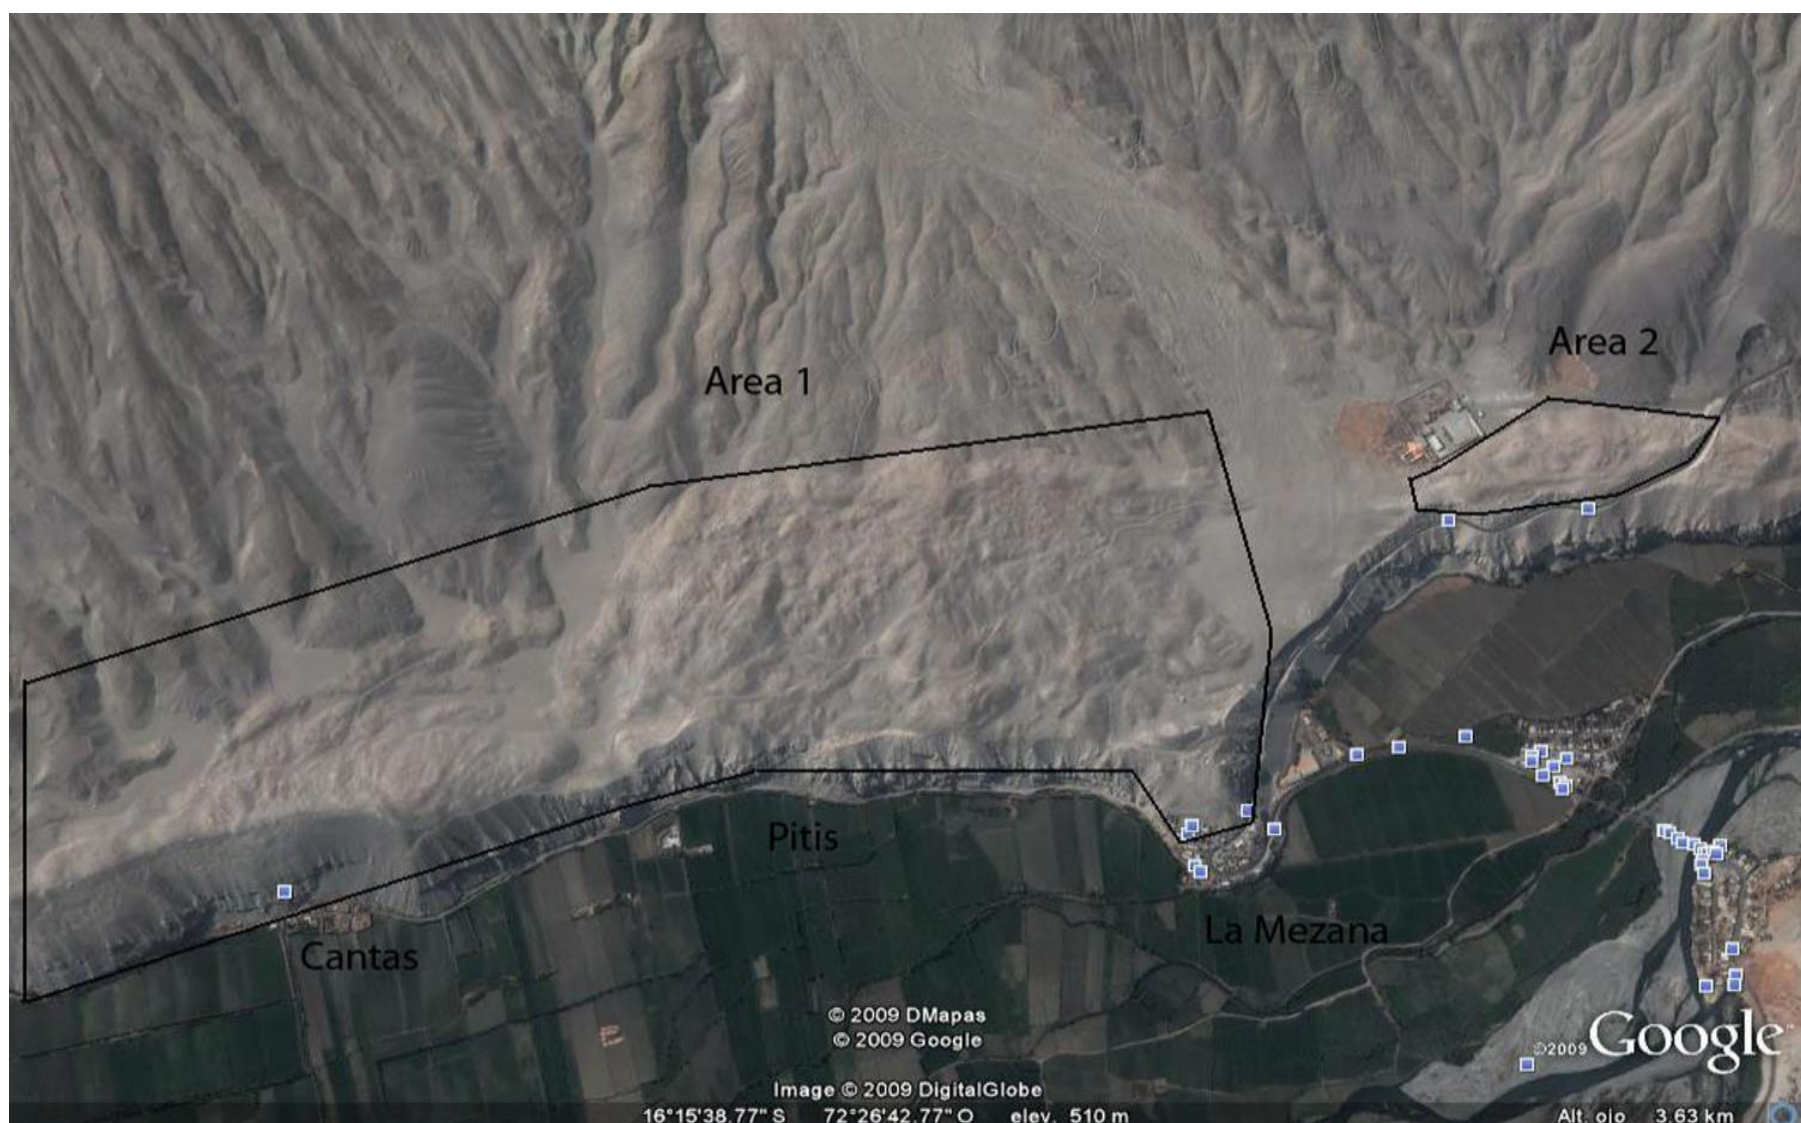 Area 2
Area 1
Pitis
La Mezana
Cantas
© 2009 DMapas
© 2009 Google
©2009 Google
Image © 2009 DigitalGlobe
16°15'38.77" S 72°26'42.77" O elev. 510 m Alt. ojo 3.63 km